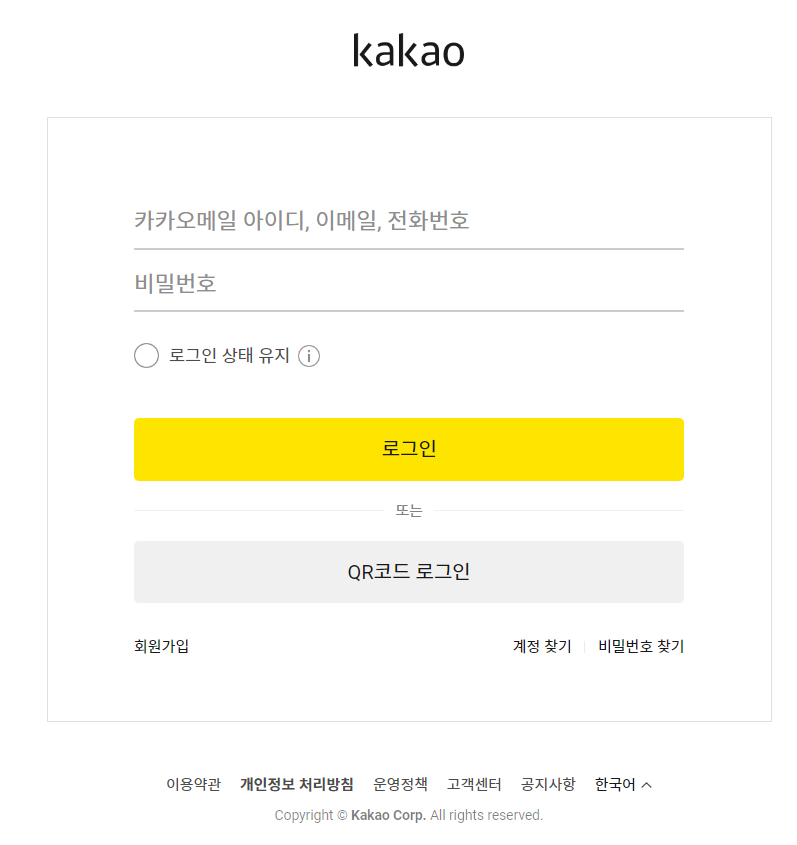 kakao
카카오메일 아이디, 이메일, 전화번호
비밀번호
로그인 상태 유지
로그인
또는
QR코드 로그인
회원가입 계정 찾기 비밀번호 찾기
이용약관 개인정보 처리방침 운영정책 고객센터 공지사항 한국어
Copyright © Kakao Corp. All rights reserved.